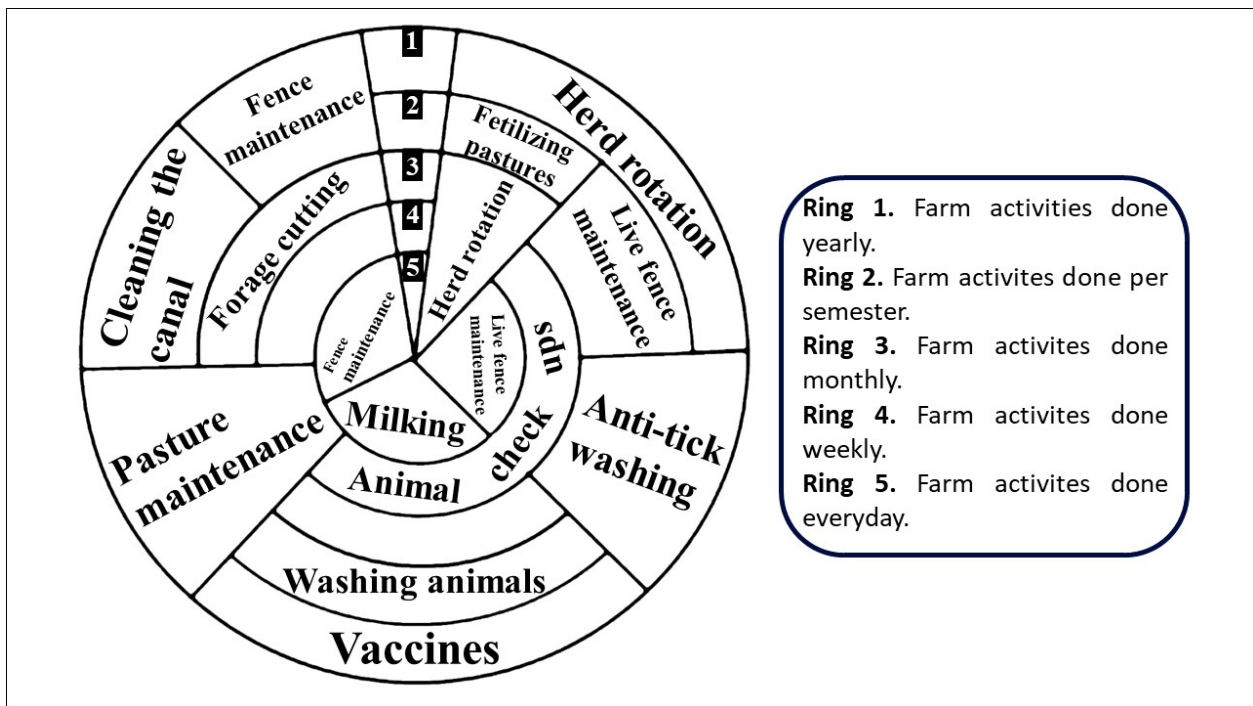 1
2
3
4
5
Fence
maintenance
Cleaning the
canal
Forage cutting
Fence
maintenance
Fetilizing
pastures
Herd rotation
Herd rotation
Live fence
maintenance
Live fence
maintenance
Milking
Animal
check
sdn
Anti-tick
washing
Pasture
maintenance
Washing animals
Vaccines
Ring 1. Farm activities done
yearly.
Ring 2. Farm activites done per
semester.
Ring 3. Farm activites done
monthly.
Ring 4. Farm activites done
weekly.
Ring 5. Farm activites done
everyday.